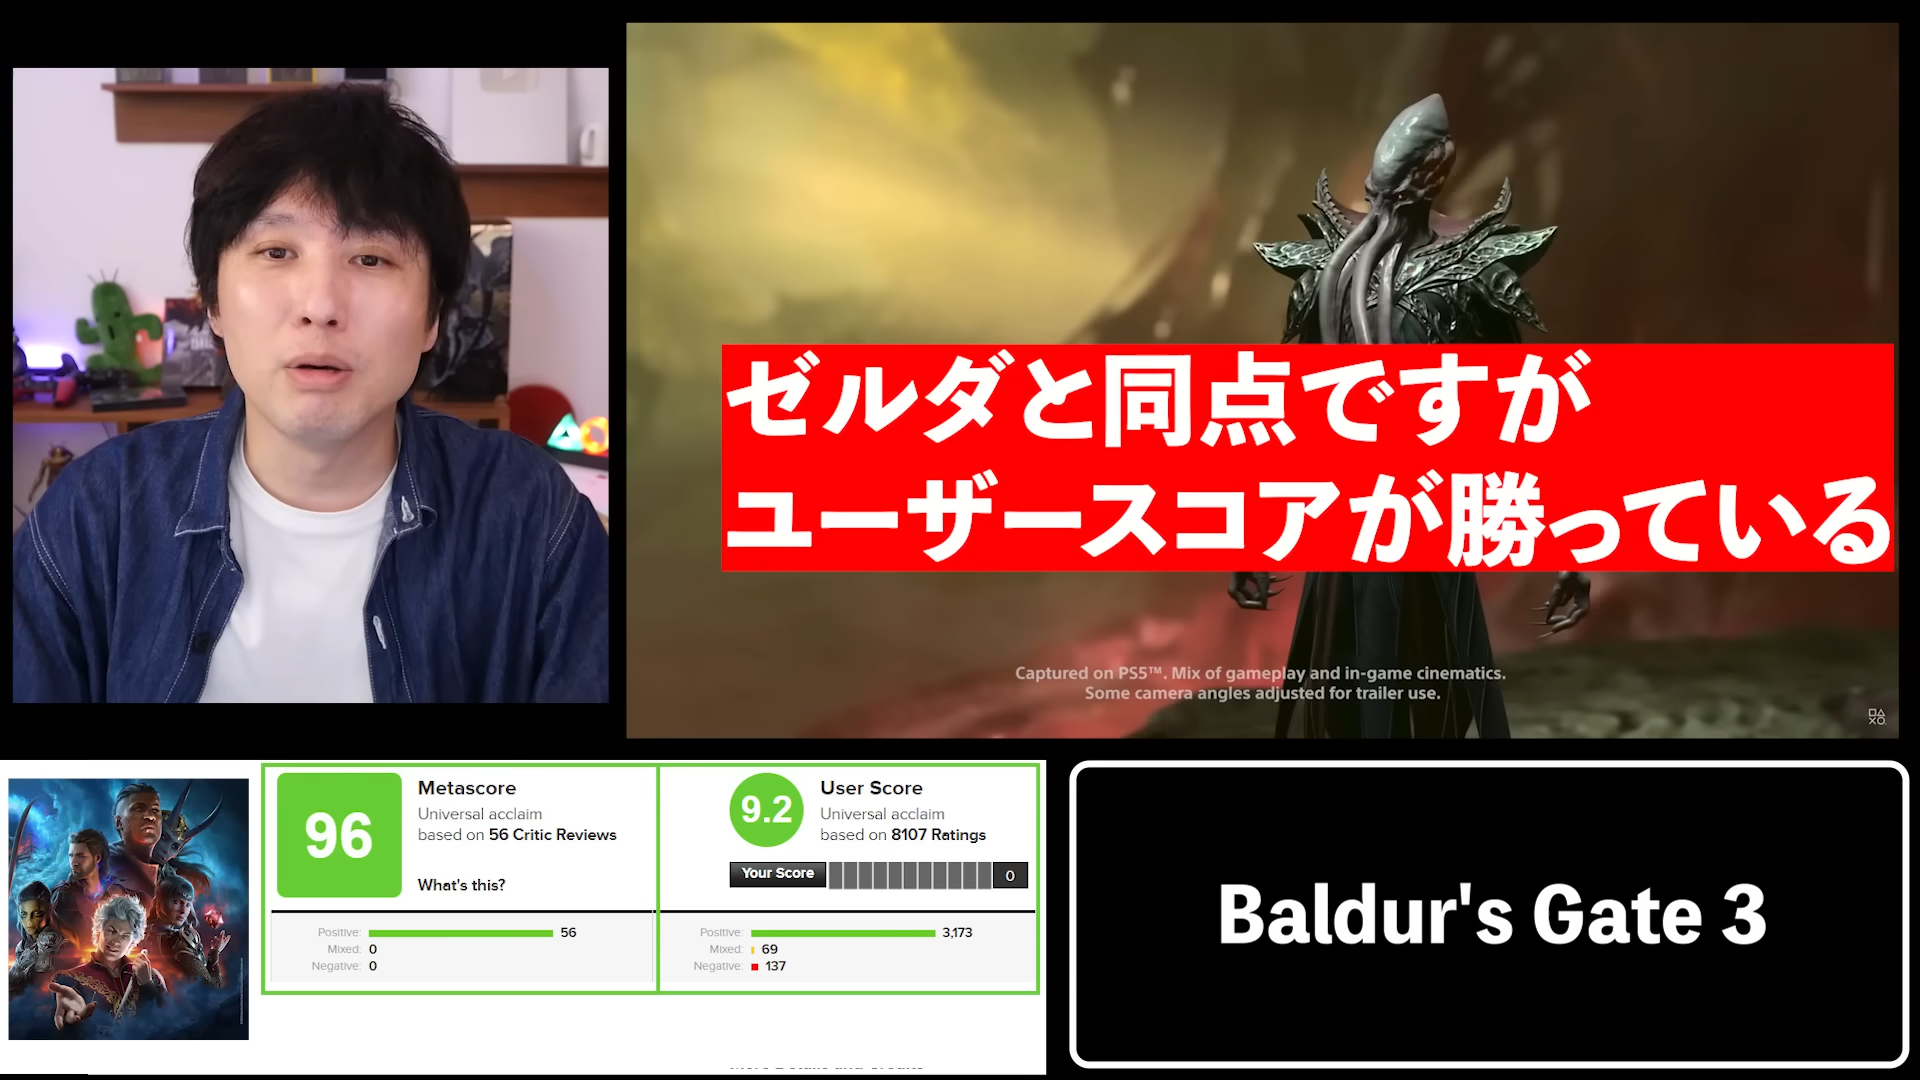 ゼルダと同点ですが
ユーザースコアが勝っている
Captured on PS5™. Mix of gameplay and in-game cinematics.
Some camera angles adjusted for trailer use.
96
Metascore
Universal acclaim
based on 56 Critic Reviews
What's this?
Positive: 56
Mixed: 0
Negative: 0
9.2
User Score
Universal acclaim
based on 8107 Ratings
Your Score 0
Positive: 3,173
Mixed: 69
Negative: 137
Baldur's Gate 3